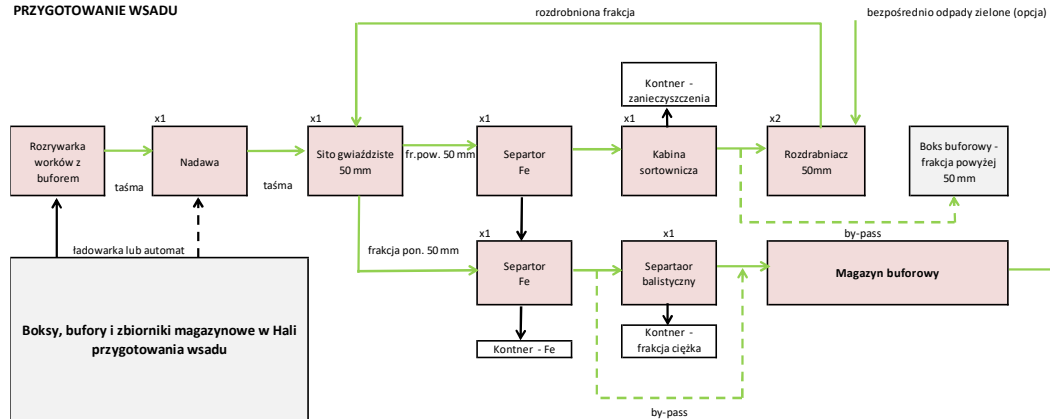 PRZYGOTOWANIE WSADU
rozdrobniona frakcja
bezpośrednio odpady zielone (opcja)
Kontner -
zanieczyszczenia
x1
x1
x1
x1
x1
x2
Rozrywarka
worków z
buforem
taśma
Nadawa
taśma
Sito gwiaździste
50 mm
fr.pow. 50 mm
Separtor
Fe
Kabina
sortownicza
Rozdrabniacz
50mm
Boks buforowy -
frakcja powyżej
50 mm
ładowarka lub automat
frakcja pon. 50 mm
x1
x1
by-pass
Separtor
Fe
Separtaor
balistyczny
Magazyn buforowy
Boksy, bufory i zbiorniki magazynowe w Hali
przygotowania wsadu
Kontner - Fe
Kontner -
frakcja ciężka
by-pass